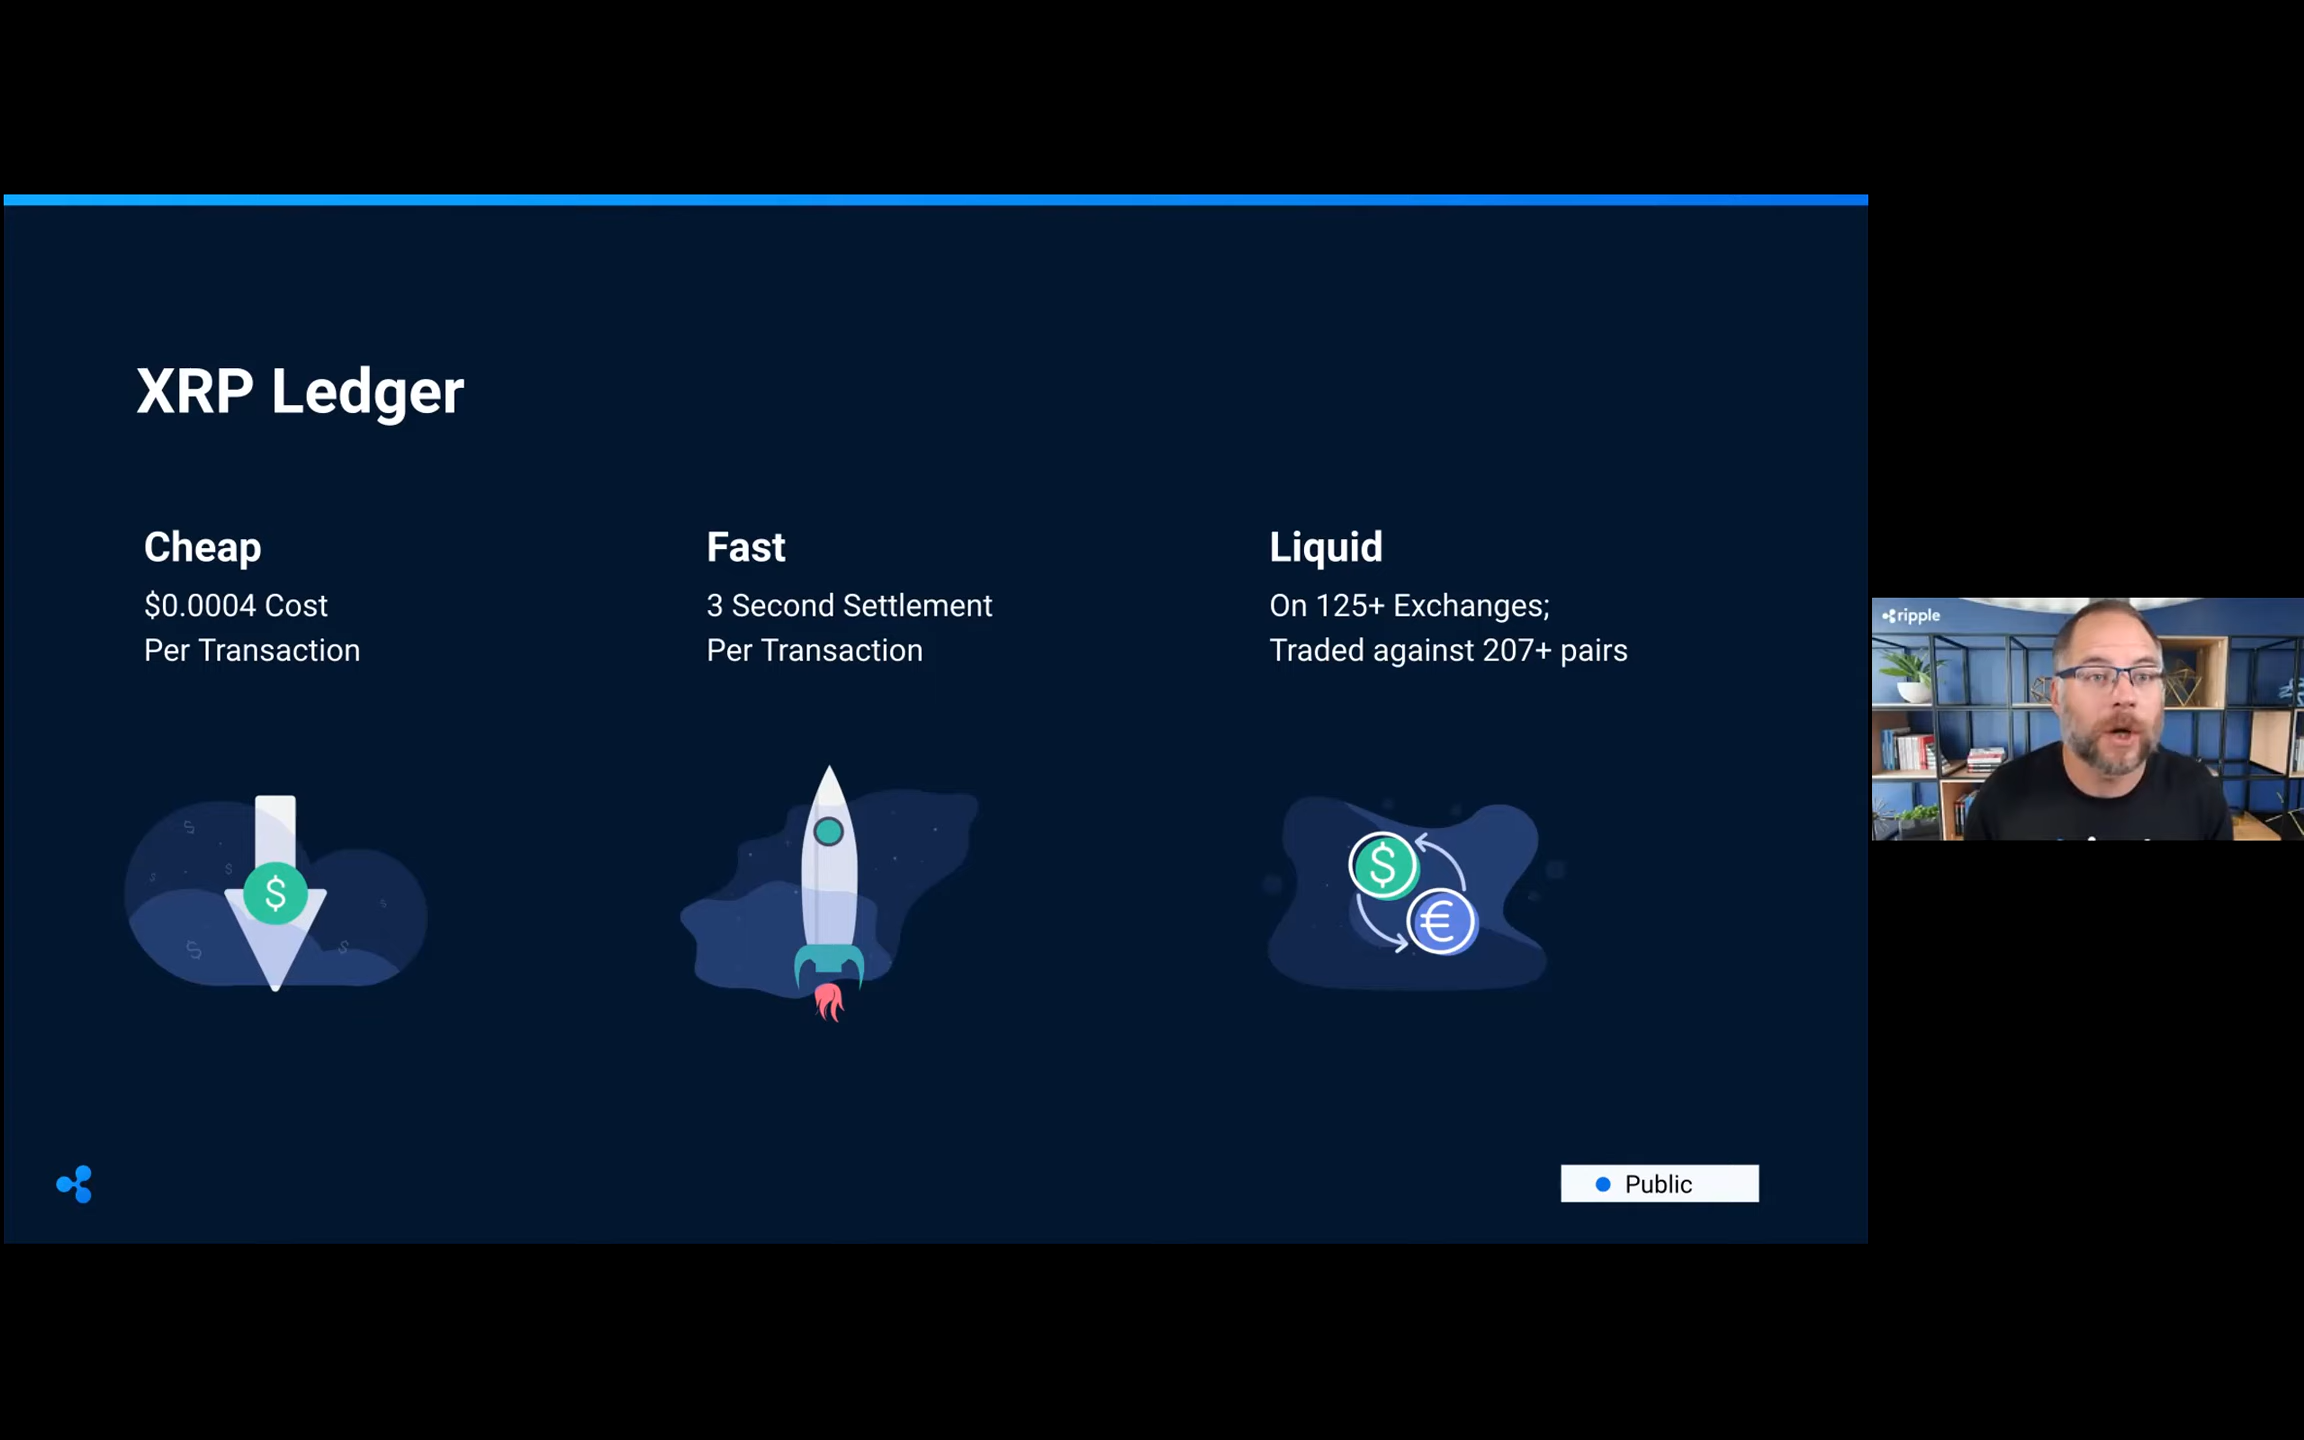 XRP Ledger
Cheap
$0.0004 Cost
Per Transaction
Fast
3 Second Settlement
Per Transaction
Liquid
On 125+ Exchanges;
Traded against 207+ pairs
$
$
€
Public
ripple